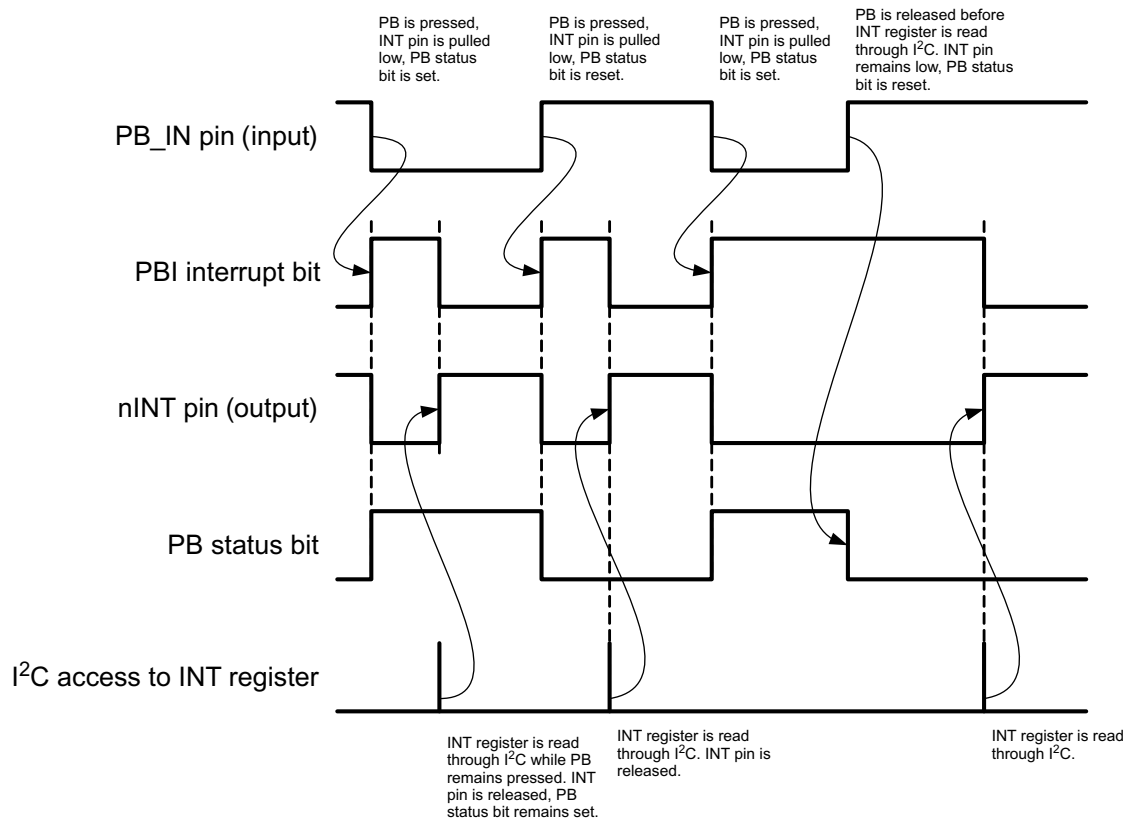 PB is pressed,
INT pin is pulled
low, PB status
bit is set.
PB is pressed,
INT pin is pulled
low, PB status
bit is reset.
PB is pressed,
INT pin is pulled
low, PB status
bit is set.
PB is released before
INT register is read
through I²C. INT pin
remains low, PB status
bit is reset.
PB_IN pin (input)
PBI interrupt bit
nINT pin (output)
PB status bit
I²C access to INT register
INT register is read
through I²C while PB
remains pressed. INT
pin is released, PB
status bit remains set.
INT register is read
through I²C. INT pin is
released.
INT register is read
through I²C.